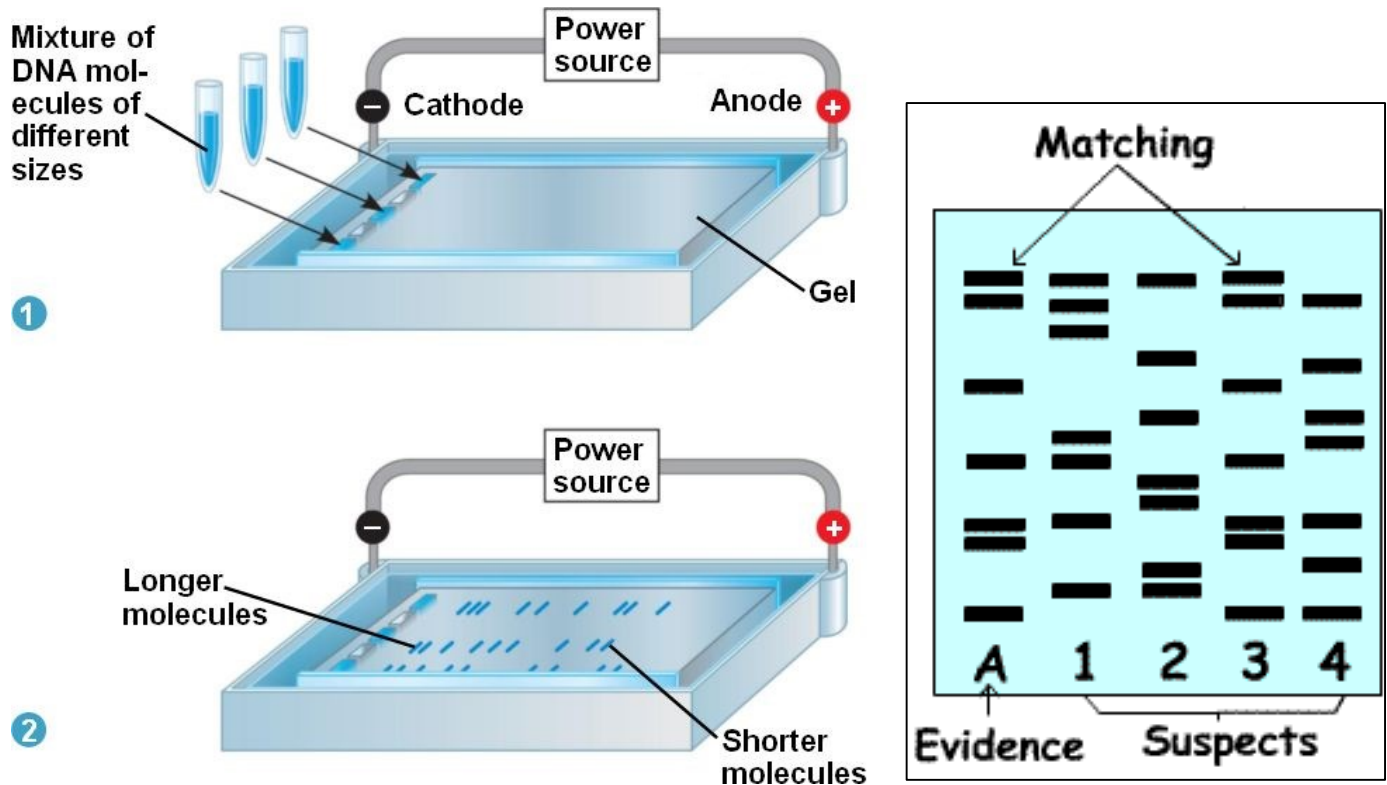 Mixture of
DNA mol-
ecules of
different
sizes
Power
source
−
Cathode
Anode
+
Gel
1
Power
source
−
+
Longer
molecules
Shorter
molecules
2
Matching
A 1 2 3 4
Evidence
Suspects